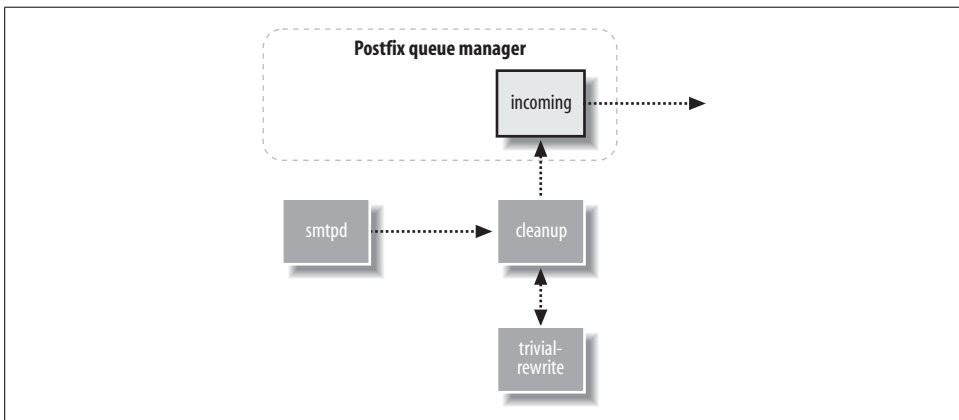 Postfix queue manager
incoming
smtpd
cleanup
trivial-
rewrite